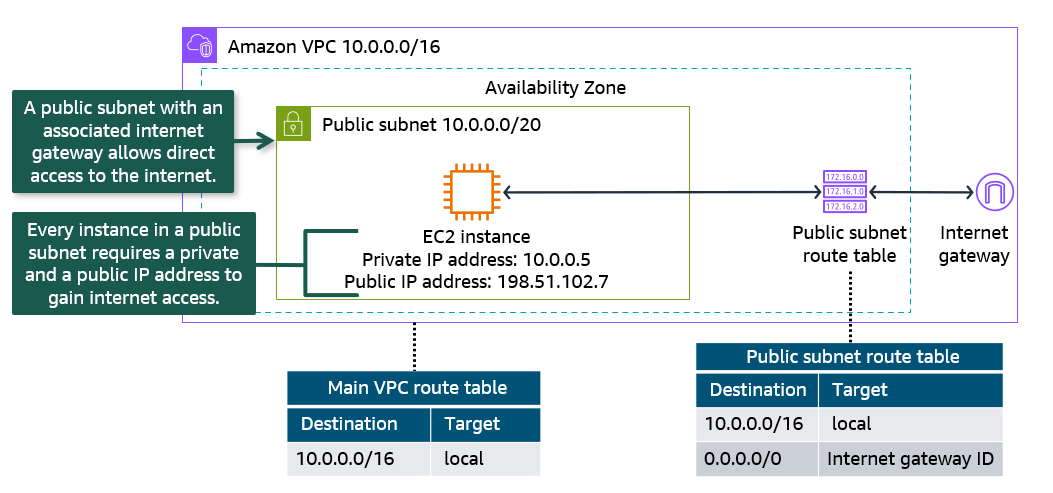 Amazon VPC 10.0.0.0/16
Availability Zone
A public subnet with an
associated internet
gateway allows direct
access to the internet.
Public subnet 10.0.0.0/20
Every instance in a public
subnet requires a private
and a public IP address to
gain internet access.
EC2 instance
Private IP address: 10.0.0.5
Public IP address: 198.51.102.7
172.16.0.0
172.16.1.0
172.16.2.0
Public subnet
route table
Internet
gateway
Main VPC route table
Destination Target
10.0.0.0/16 local
Public subnet route table
Destination Target
10.0.0.0/16 local
0.0.0.0/0 Internet gateway ID